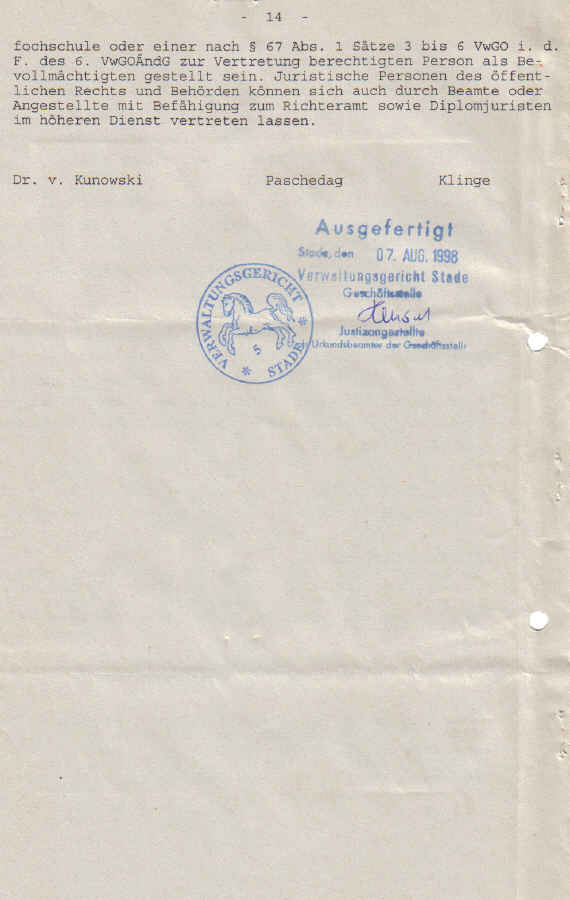 - 14 -
fochschule oder einer nach § 67 Abs. 1 Sätze 3 bis 6 VwGO i. d.
F. des 6. VwGOÄndG zur Vertretung berechtigten Person als Be-
vollmächtigten gestellt sein. Juristische Personen des öffent-
lichen Rechts und Behörden können sich auch durch Beamte oder
Angestellte mit Befähigung zum Richteramt sowie Diplomjuristen
im höheren Dienst vertreten lassen.
Dr. v. Kunowski Paschedag Klinge
Ausgefertigt
Stade, den 07. AUG. 1998
Verwaltungsgericht Stade
Geschäftsstelle
Justizangestellte
Urkundsbeamter der Geschäftsstelle
VERWALTUNGSGERICHT * STADE *
5